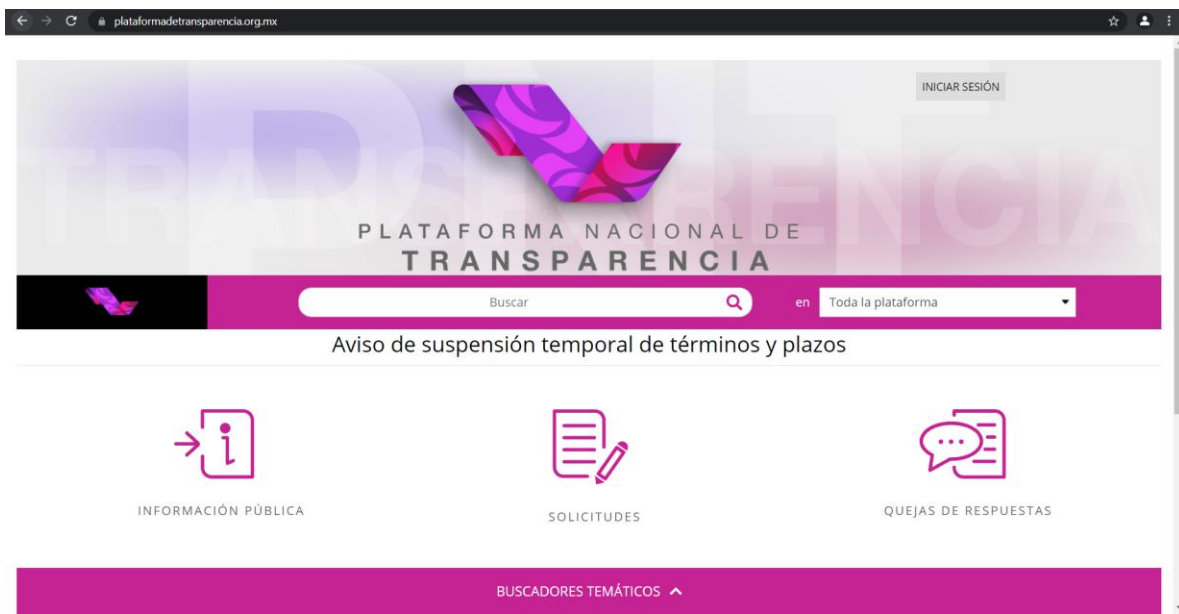 plataformadetransparencia.org.mx
PNT
TRANSPARENCIA
INICIAR SESIÓN
PLATAFORMA NACIONAL DE
TRANSPARENCIA
Buscar
en
Toda la plataforma
Aviso de suspensión temporal de términos y plazos
INFORMACIÓN PÚBLICA
SOLICITUDES
QUEJAS DE RESPUESTAS
BUSCADORES TEMÁTICOS